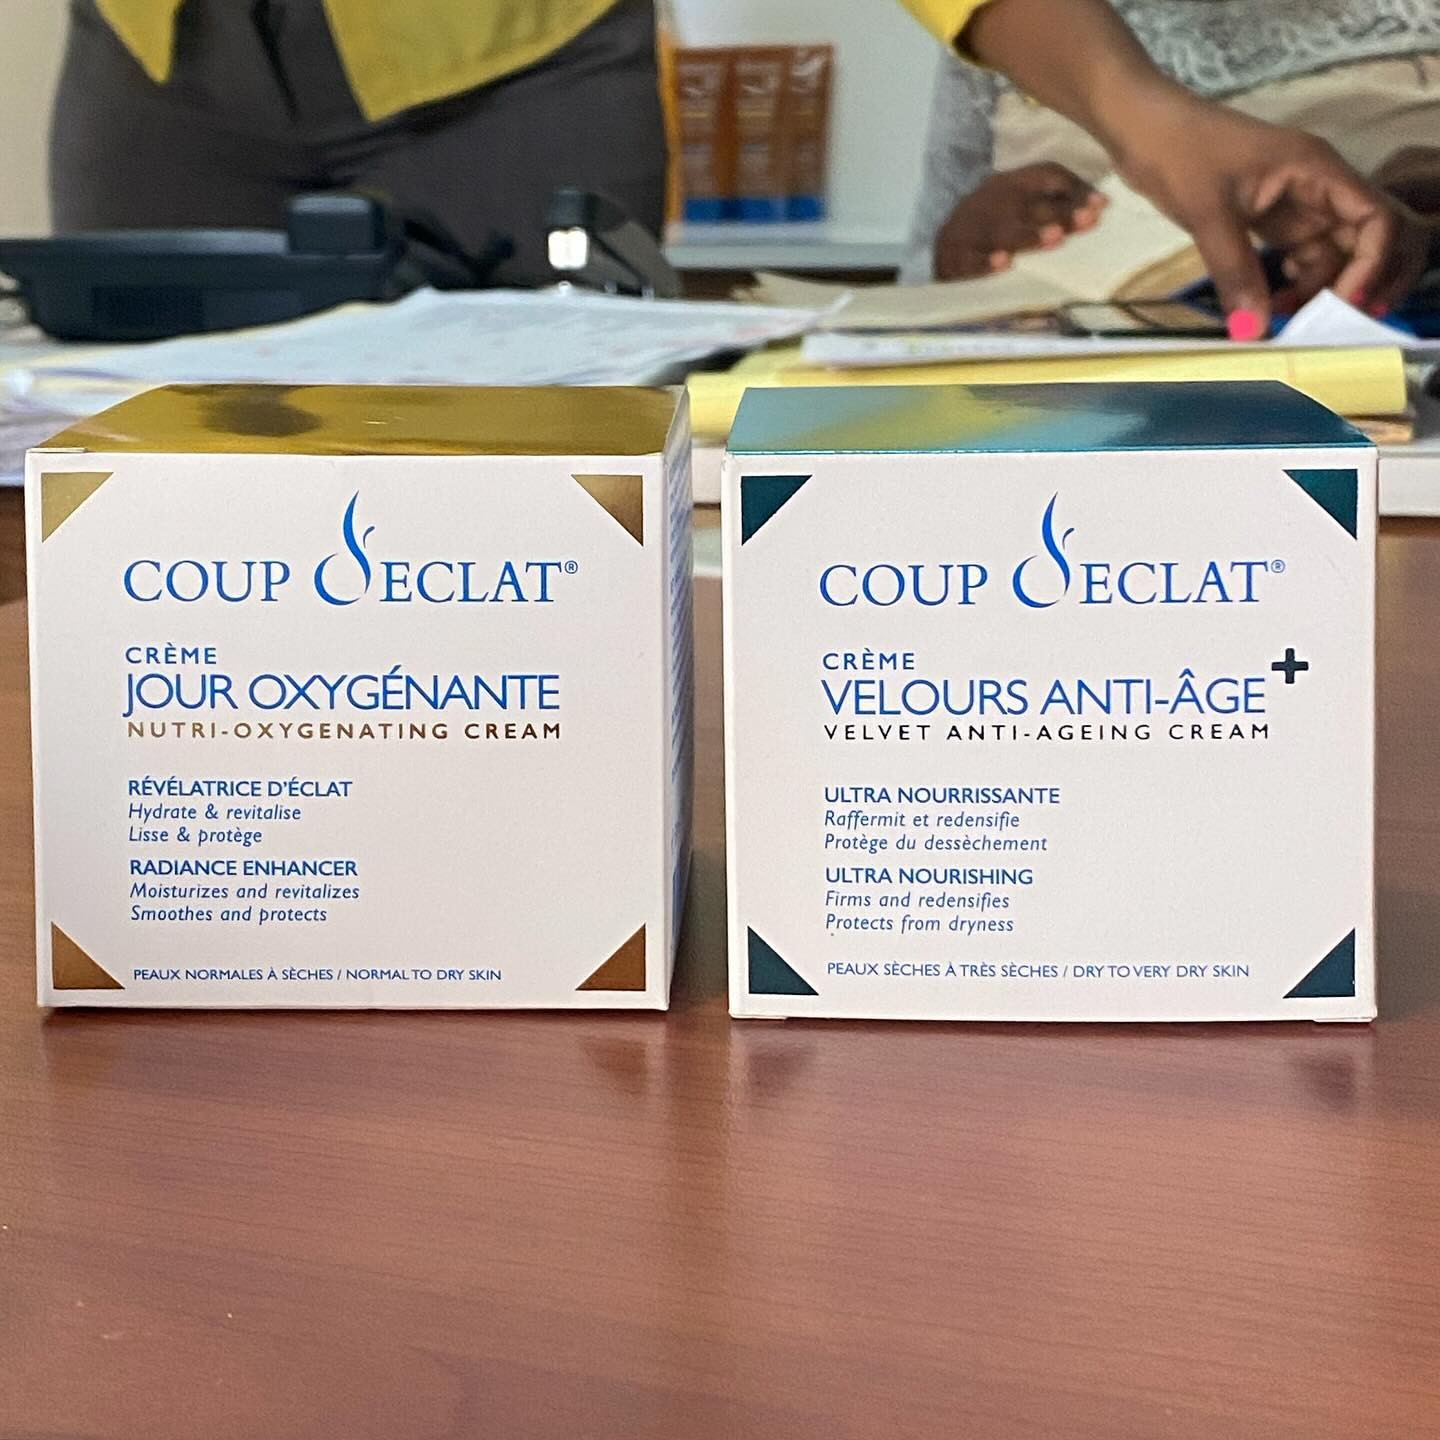 COUP d'ECLAT®
CRÈME
JOUR OXYGÉNANTE
NUTRI-OXYGENATING CREAM
RÉVÉLATRICE D'ÉCLAT
Hydrate & revitalise
Lisse & protège
RADIANCE ENHANCER
Moisturizes and revitalizes
Smoothes and protects
PEAUX NORMALES À SÈCHES / NORMAL TO DRY SKIN
COUP d'ECLAT®
CRÈME
VELOURS ANTI-ÂGE+
VELVET ANTI-AGEING CREAM
ULTRA NOURRISSANTE
Raffermit et redensifie
Protège du dessèchement
ULTRA NOURISHING
Firms and redensifies
Protects from dryness
PEAUX SÈCHES À TRÈS SÈCHES / DRY TO VERY DRY SKIN